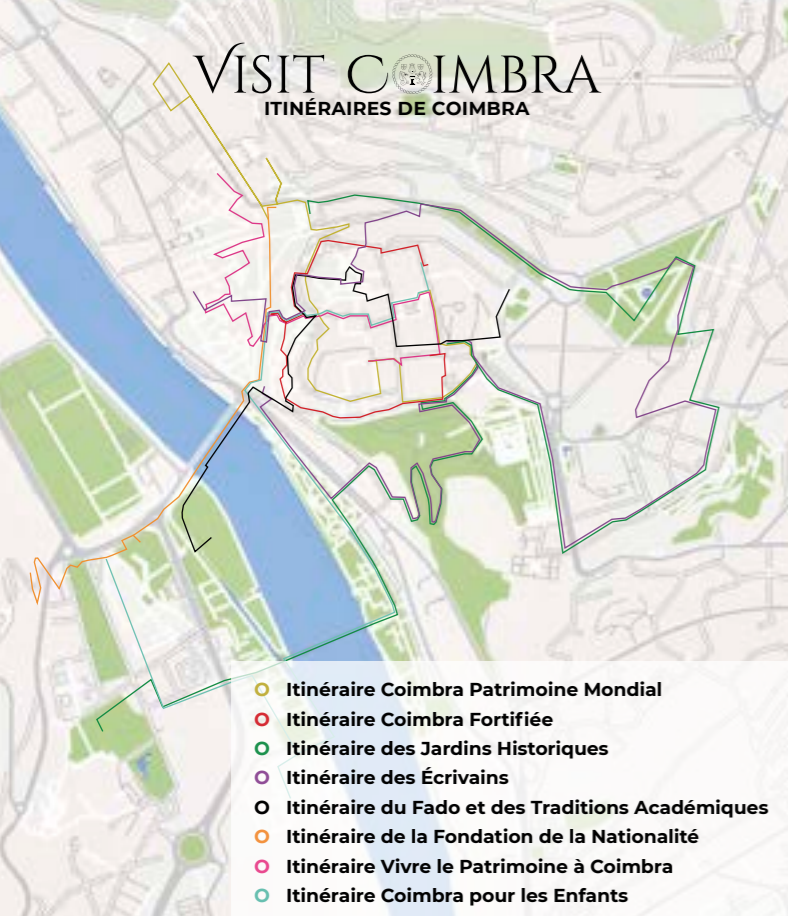 VISIT COIMBRA
ITINÉRAIRES DE COIMBRA
Itinéraire Coimbra Patrimoine Mondial
Itinéraire Coimbra Fortifiée
Itinéraire des Jardins Historiques
Itinéraire des Écrivains
Itinéraire du Fado et des Traditions Académiques
Itinéraire de la Fondation de la Nationalité
Itinéraire Vivre le Patrimoine à Coimbra
Itinéraire Coimbra pour les Enfants